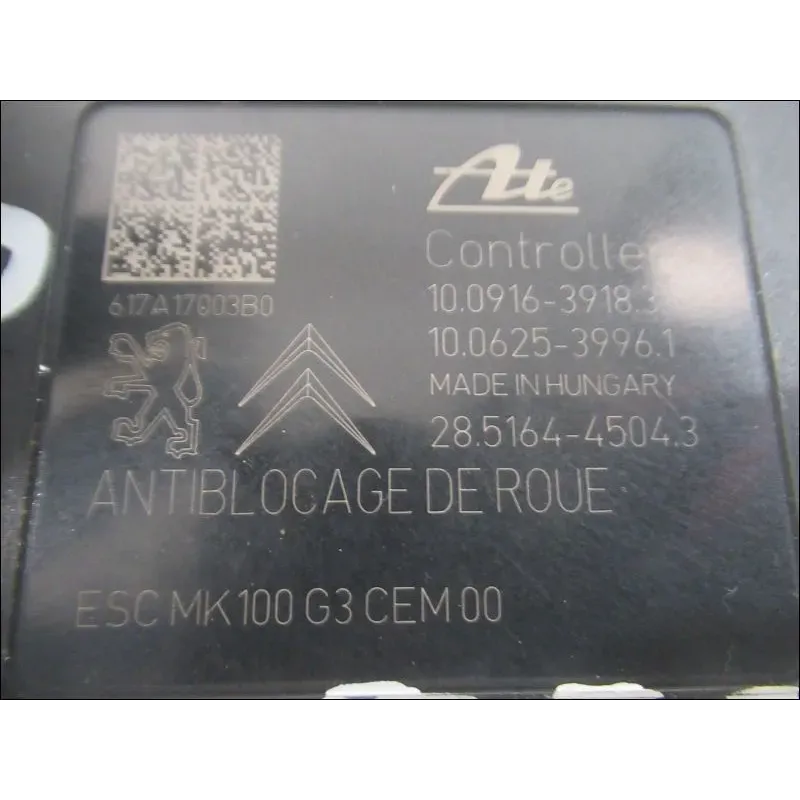 Ate
Controller
617A17003B0
10.0916-3918.3
10.0625-3996.1
MADE IN HUNGARY
28.5164-4504.3
ANTIBLOCAGE DE ROUE
ESC MK100 G3 CEM 00